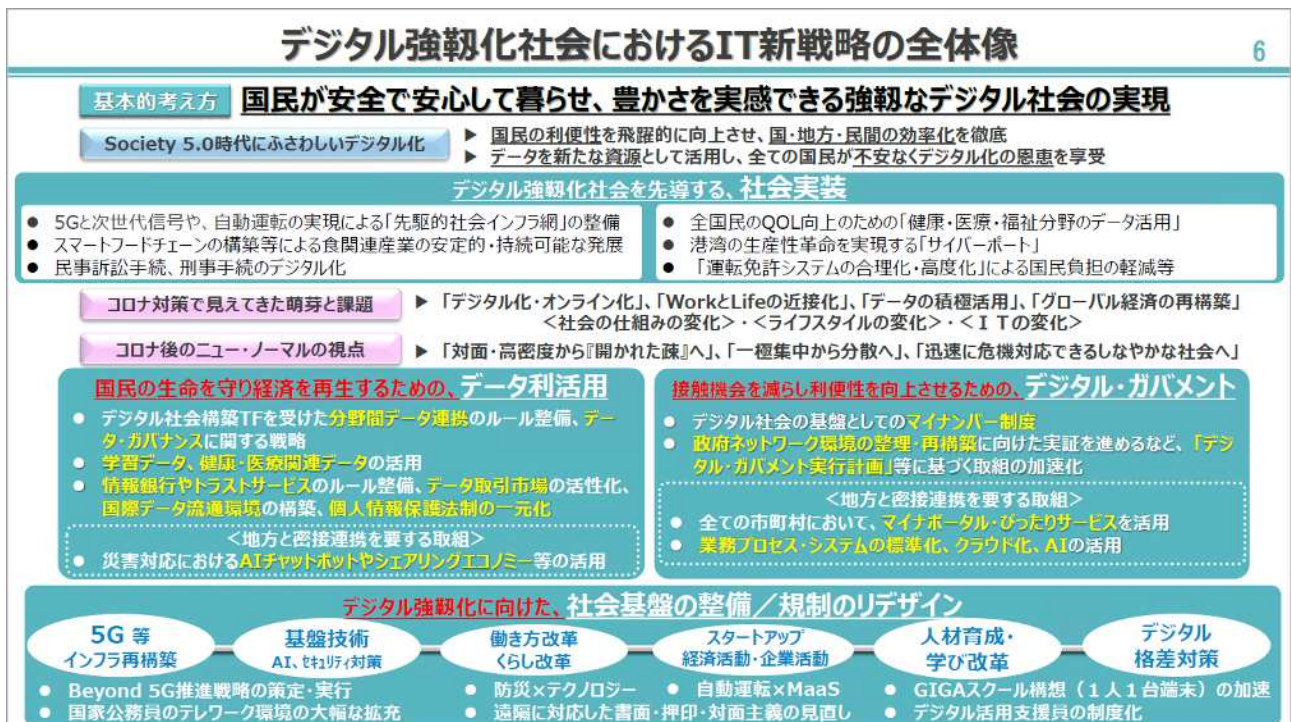 デジタル強靱化社会におけるIT新戦略の全体像
6
基本的考え方
国民が安全で安心して暮らせ、豊かさを実感できる強靱なデジタル社会の実現
Society 5.0時代にふさわしいデジタル化
▶ 国民の利便性を飛躍的に向上させ、国・地方・民間の効率化を徹底
▶ データを新たな資源として活用し、全ての国民が不安なくデジタル化の恩恵を享受
デジタル強靱化社会を先導する、社会実装
● 5Gと次世代信号や、自動運転の実現による「先駆的社会インフラ網」の整備
● スマートフードチェーンの構築等による食関連産業の安定的・持続可能な発展
● 民事訴訟手続、刑事手続のデジタル化
● 全国民のQOL向上のための「健康・医療・福祉分野のデータ活用」
● 港湾の生産性革命を実現する「サイバーポート」
● 「運転免許システムの合理化・高度化」による国民負担の軽減等
コロナ対策で見えてきた萌芽と課題
▶ 「デジタル化・オンライン化」、「WorkとLifeの近接化」、「データの積極活用」、「グローバル経済の再構築」
<社会の仕組みの変化>・<ライフスタイルの変化>・<ITの変化>
コロナ後のニュー・ノーマルの視点
▶ 「対面・高密度から『開かれた疎』へ」、「一極集中から分散へ」、「迅速に危機対応できるしなやかな社会へ」
国民の生命を守り経済を再生するための、データ利活用
● デジタル社会構築TFを受けた分野間データ連携のルール整備、デー
タ・ガバナンスに関する戦略
● 学習データ、健康・医療関連データの活用
● 情報銀行やトラストサービスのルール整備、データ取引市場の活性化、
国際データ流通環境の構築、個人情報保護法制の一元化
<地方と密接連携を要する取組>
● 災害対応におけるAIチャットボットやシェアリングエコノミー等の活用
接触機会を減らし利便性を向上させるための、デジタル・ガバメント
● デジタル社会の基盤としてのマイナンバー制度
● 政府ネットワーク環境の整理・再構築に向けた実証を進めるなど、「デジ
タル・ガバメント実行計画」等に基づく取組の加速化
<地方と密接連携を要する取組>
● 全ての市町村において、マイナポータル・ぴったりサービスを活用
● 業務プロセス・システムの標準化、クラウド化、AIの活用
デジタル強靱化に向けた、社会基盤の整備/規制のリデザイン
5G 等
インフラ再構築
基盤技術
AI、セキュリティ対策
働き方改革
くらし改革
スタートアップ
経済活動・企業活動
人材育成・
学び改革
デジタル
格差対策
● Beyond 5G推進戦略の策定・実行
● 国家公務員のテレワーク環境の大幅な拡充
● 防災×テクノロジー
● 自動運転×MaaS
● 遠隔に対応した書面・押印・対面主義の見直し
● GIGAスクール構想(1人1台端末)の加速
● デジタル活用支援員の制度化